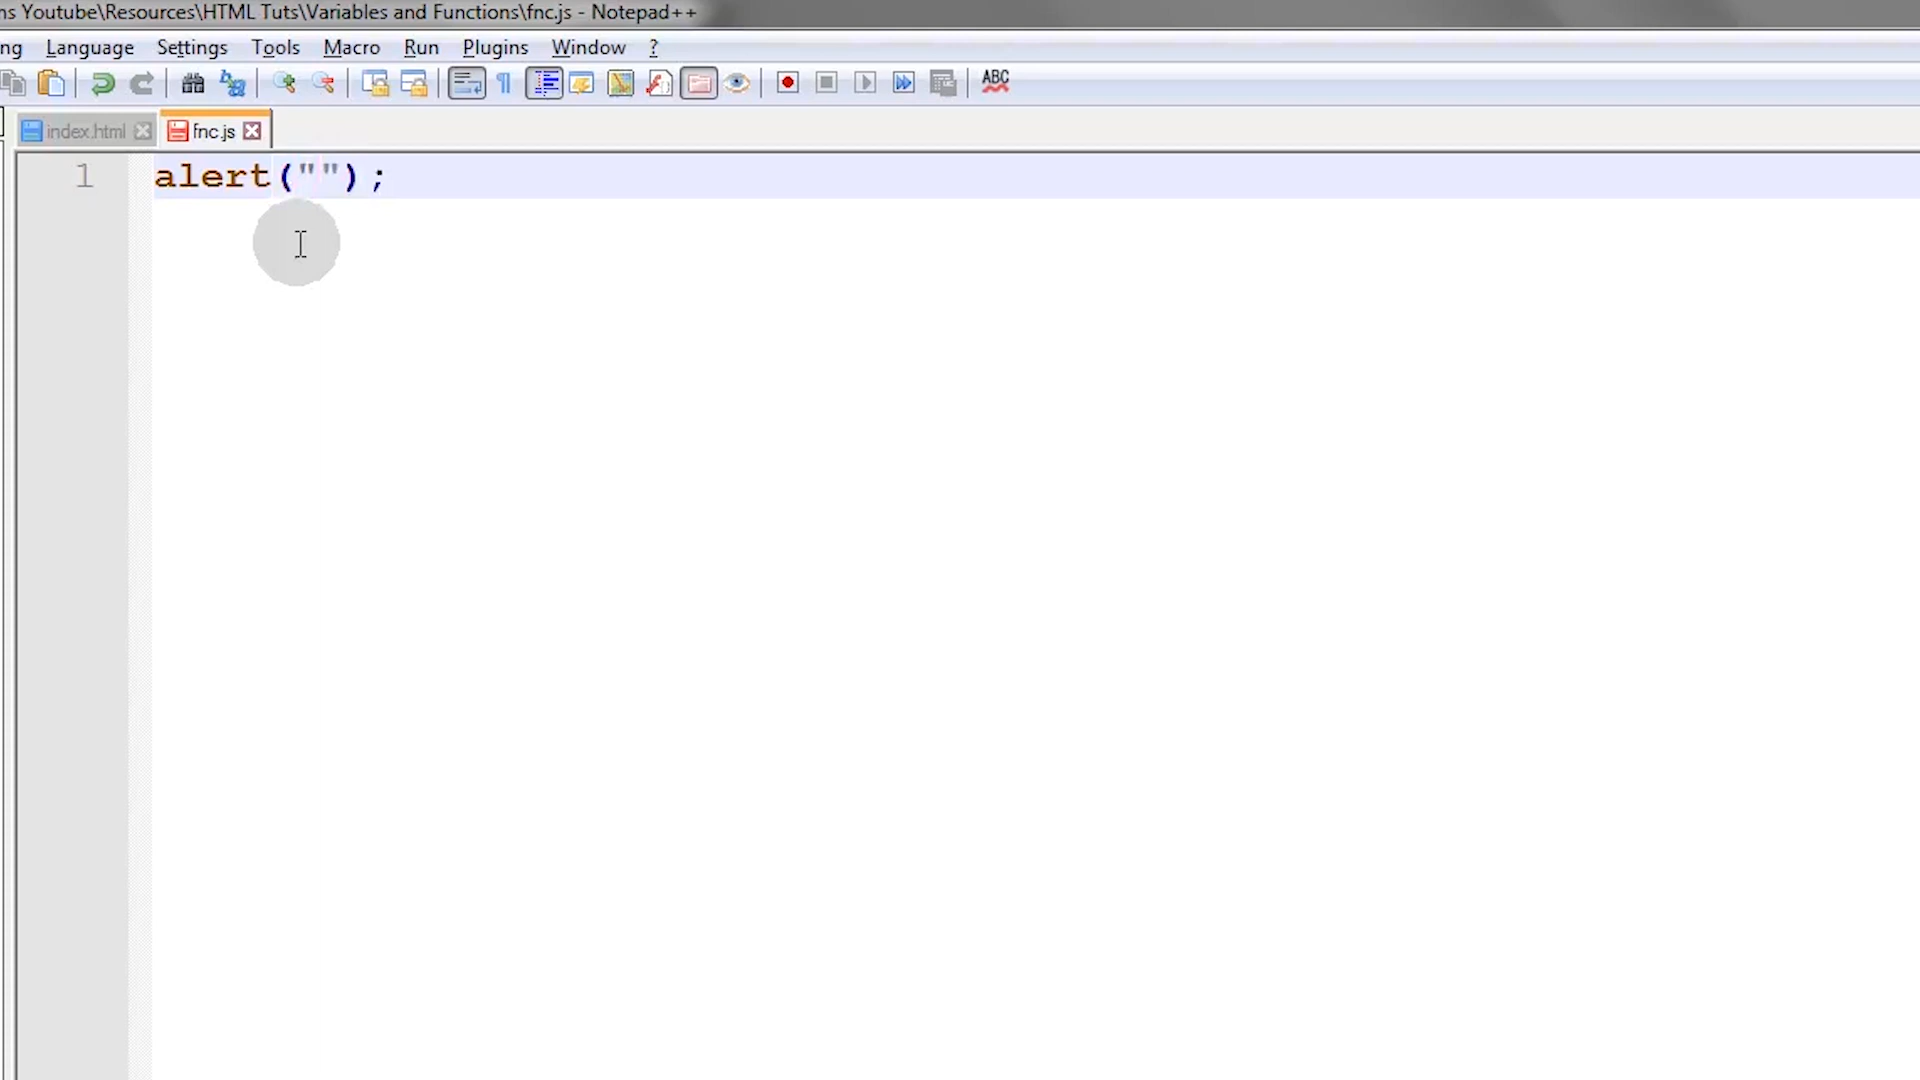 ns Youtube\Resources\HTML Tuts\Variables and Functions\fnc.js - Notepad++
ng Language Settings Tools Macro Run Plugins Window ?
ABC
index.html fnc.js
1 alert("");